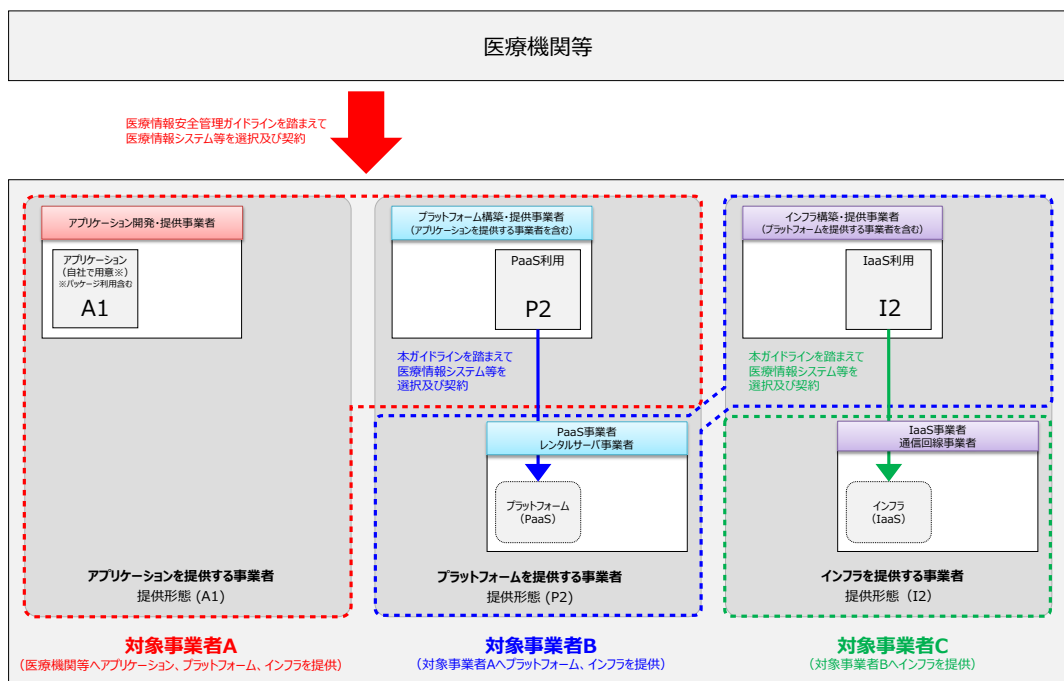 医療機関等
医療情報安全管理ガイドラインを踏まえて
医療情報システム等を選択及び契約
アプリケーション開発・提供事業者
アプリケーション
（自社で用意※）
※パッケージ利用含む
A1
プラットフォーム構築・提供事業者
（アプリケーションを提供する事業者を含む）
PaaS利用
P2
インフラ構築・提供事業者
（プラットフォームを提供する事業者を含む）
IaaS利用
I2
本ガイドラインを踏まえて
医療情報システム等を
選択及び契約
本ガイドラインを踏まえて
医療情報システム等を
選択及び契約
PaaS事業者
レンタルサーバ事業者
プラットフォーム
（PaaS）
IaaS事業者
通信回線事業者
インフラ
（IaaS）
アプリケーションを提供する事業者
提供形態 (A1)
プラットフォームを提供する事業者
提供形態 (P2)
インフラを提供する事業者
提供形態（I2）
対象事業者A
（医療機関等へアプリケーション、プラットフォーム、インフラを提供）
対象事業者B
（対象事業者Aへプラットフォーム、インフラを提供）
対象事業者C
（対象事業者Bへインフラを提供）